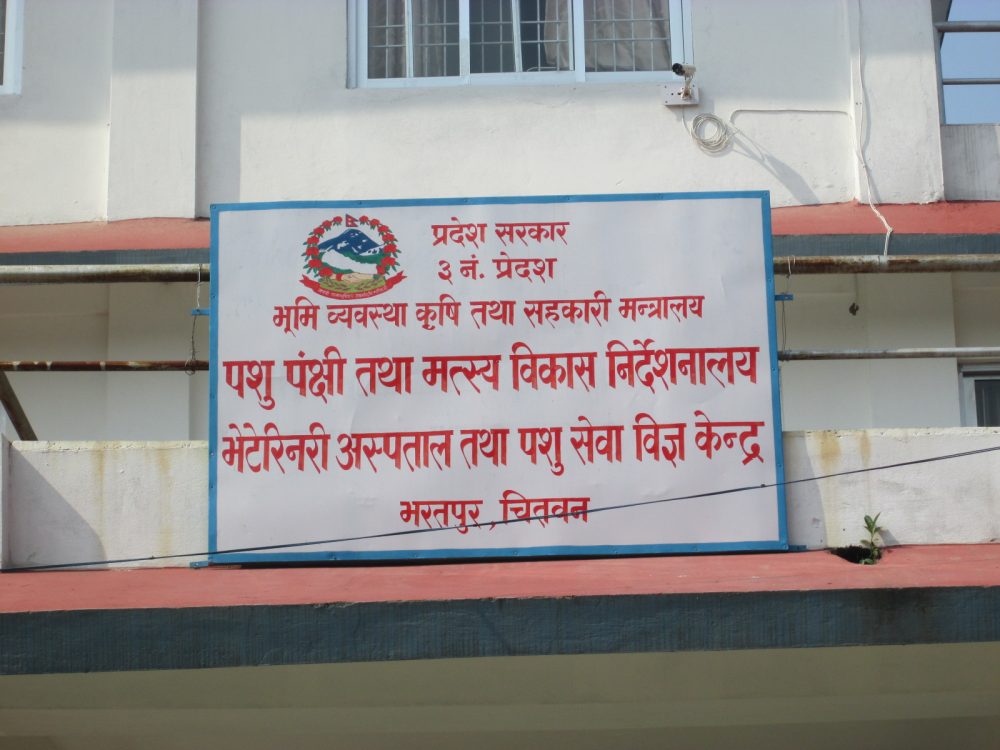 प्रदेश सरकार
३ नं. प्रेदश
भूमि व्यवस्था कृषि तथा सहकारी मन्त्रालय
पशु पंक्षी तथा मत्स्य विकास निर्देशनालय
भेटेरिनरी अस्पताल तथा पशु सेवा विज्ञ केन्द्र
भरतपुर, चितवन